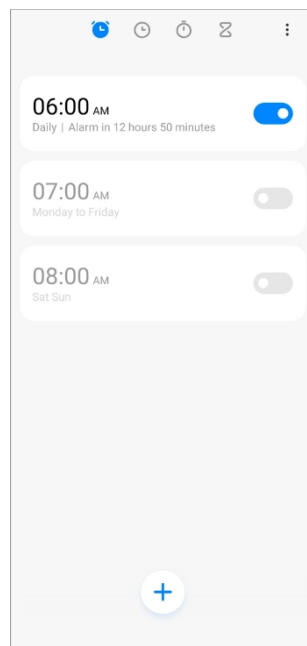 06:00 AM
Daily | Alarm in 12 hours 50 minutes
07:00 AM
Monday to Friday
08:00 AM
Sat Sun